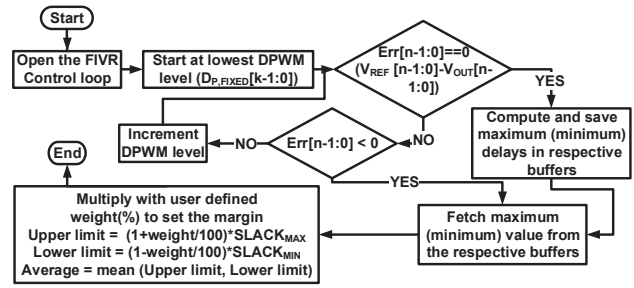 Start
Open the FIVR
Control loop
Start at lowest DPWM
level (DP,FIXED[k-1:0])
Err[n-1:0]==0
(VREF [n-1:0]-VOUT[n-
1:0])
YES
Compute and save
maximum (minimum)
delays in respective
buffers
NO
Err[n-1:0] < 0
NO
Increment
DPWM level
YES
Fetch maximum
(minimum) value from
the respective buffers
Multiply with user defined
weight(%) to set the margin
Upper limit = (1+weight/100)*SLACKMAX
Lower limit = (1-weight/100)*SLACKMIN
Average = mean (Upper limit, Lower limit)
End